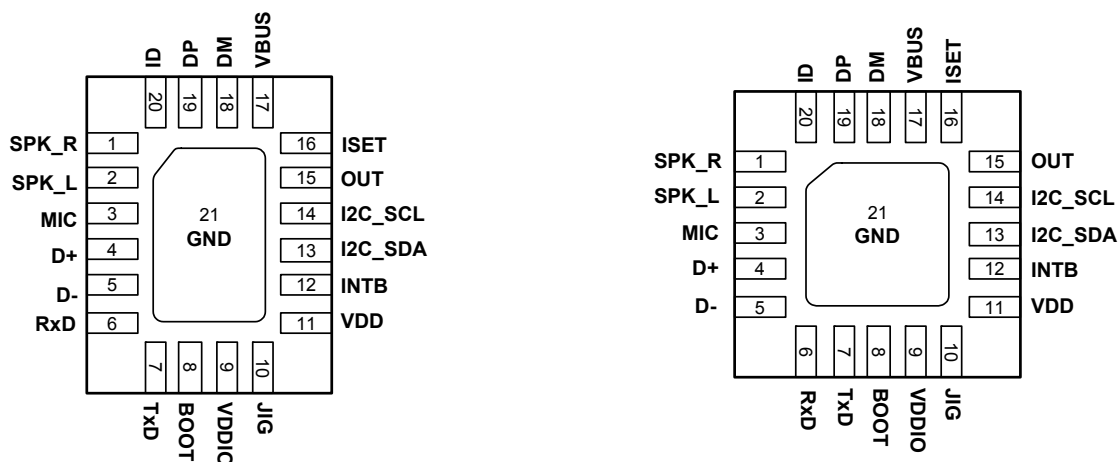 ID
DP
DM
VBUS
20
19
18
17
SPK_R
1
16
ISET
SPK_L
2
15
OUT
MIC
3
21
GND
14
I2C_SCL
D+
4
13
I2C_SDA
D-
5
12
INTB
RxD
6
11
VDD
7
8
9
10
TxD
BOOT
VDDIO
JIG
ID
DP
DM
VBUS
ISET
20
19
18
17
16
SPK_R
1
15
OUT
SPK_L
2
14
I2C_SCL
MIC
3
21
GND
13
I2C_SDA
D+
4
12
INTB
D-
5
11
VDD
6
7
8
9
10
RxD
TxD
BOOT
VDDIO
JIG